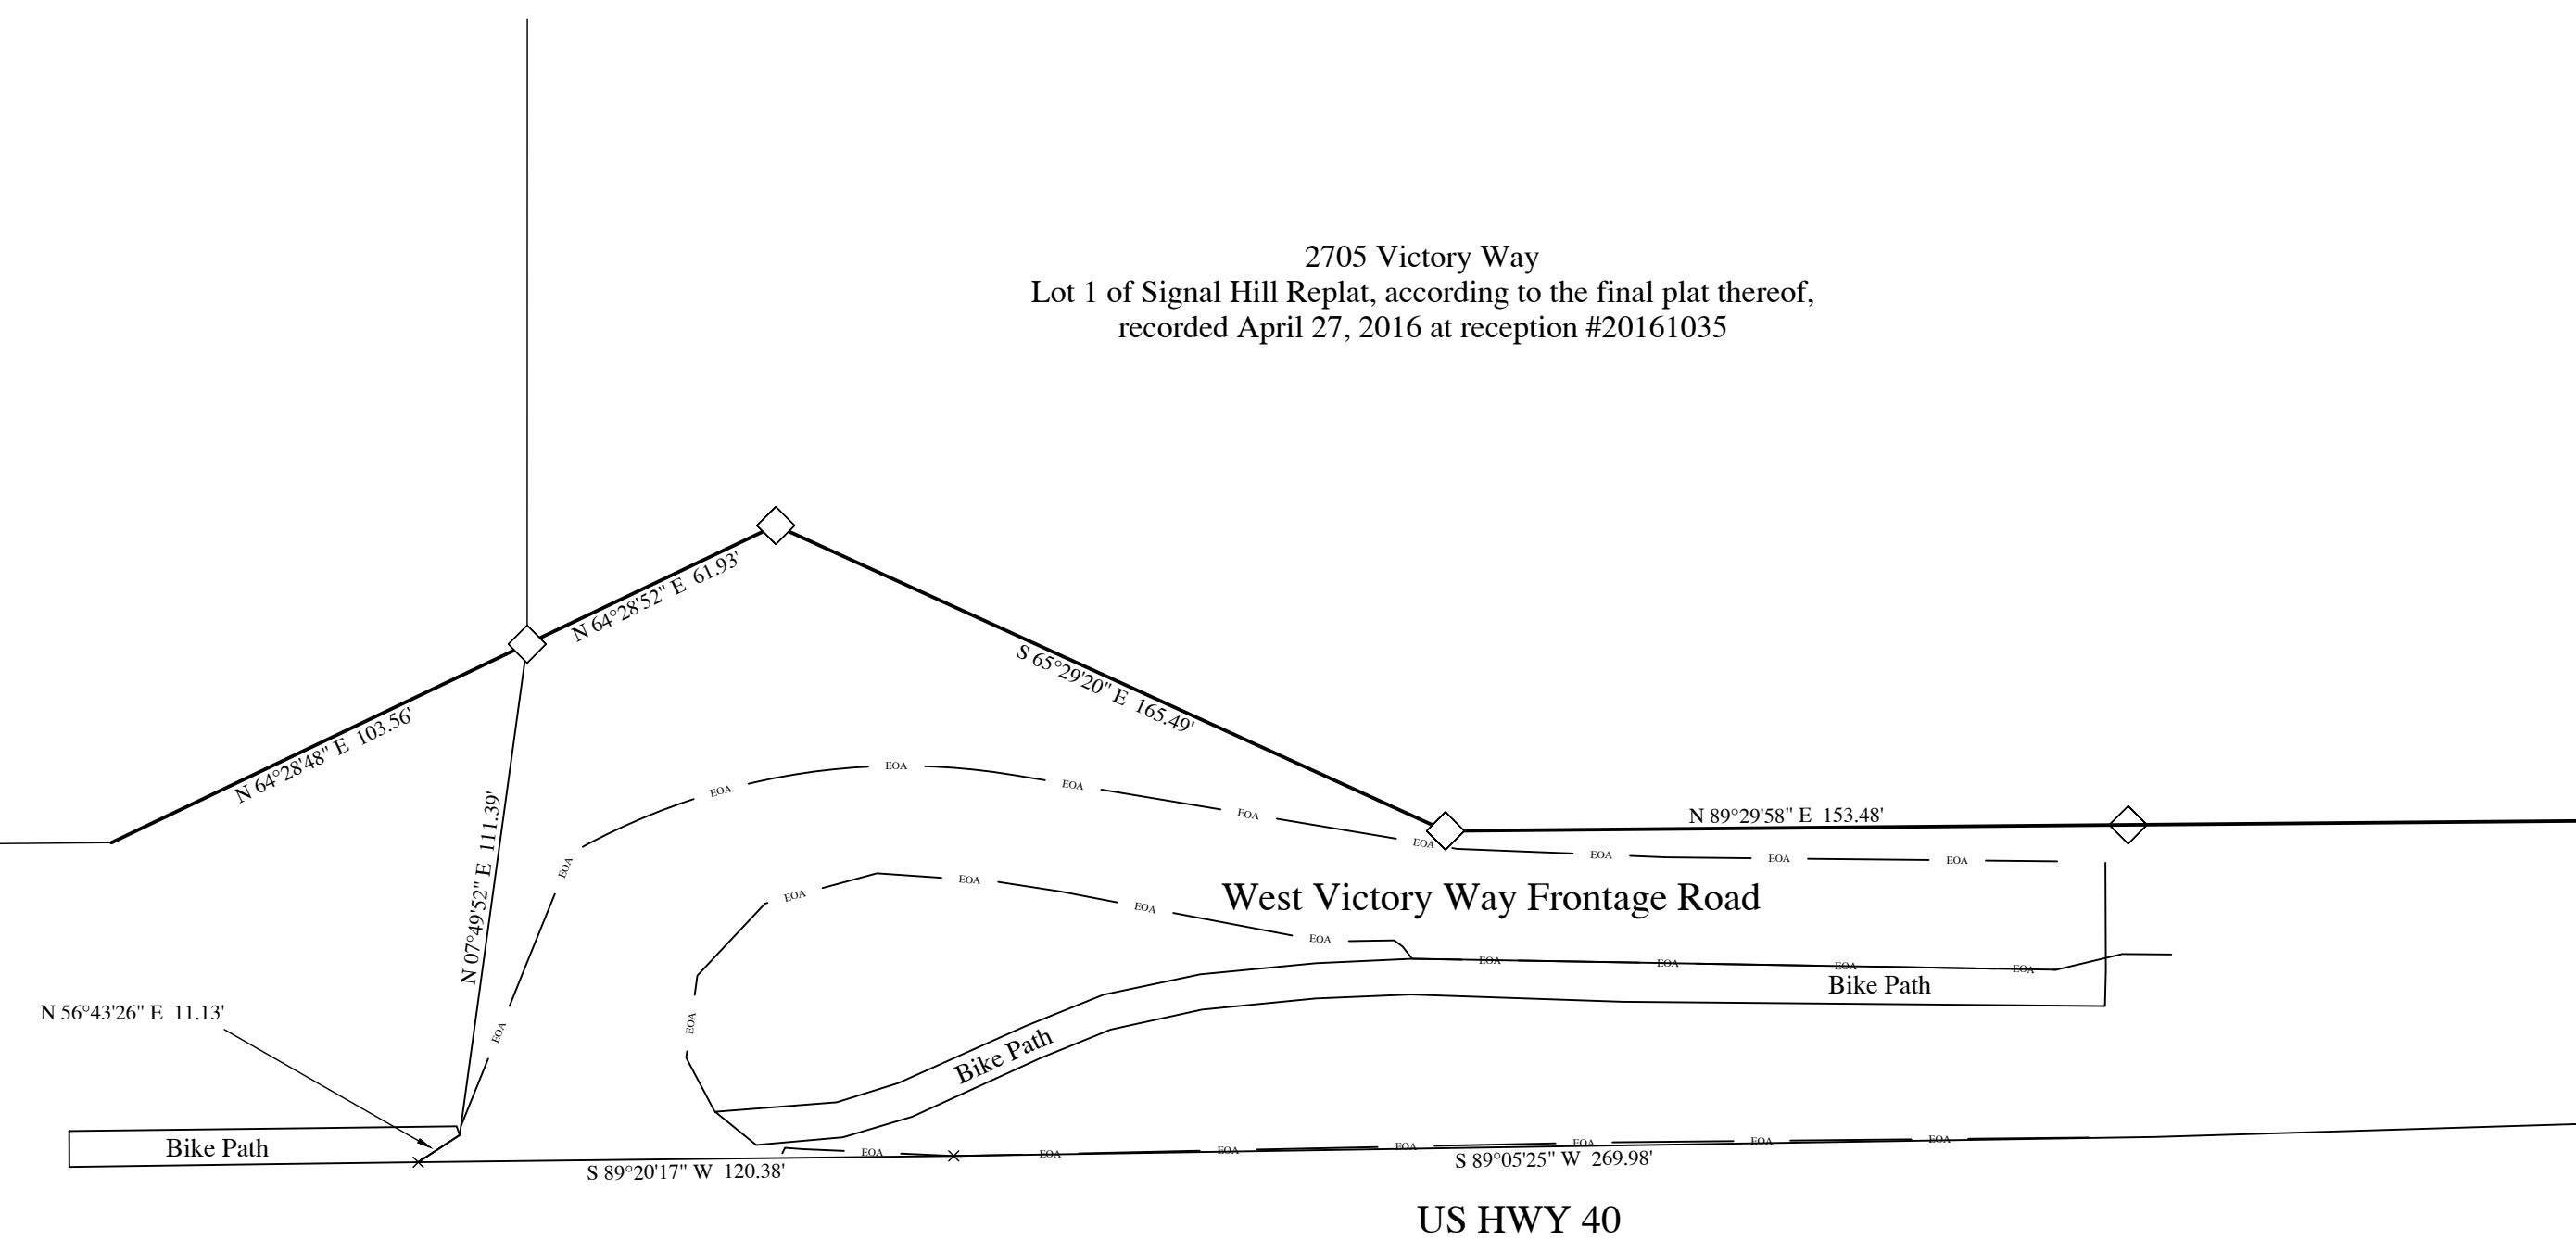 2705 Victory Way
Lot 1 of Signal Hill Replat, according to the final plat thereof,
recorded April 27, 2016 at reception #20161035
N 64°28'52" E 61.93'
S 65°29'20" E 165.49'
N 64°28'48" E 103.56'
N 07°49'52" E 111.39'
N 89°29'58" E 153.48'
EOA
EOA
EOA
EOA
EOA
EOA
EOA
EOA
EOA
EOA
West Victory Way Frontage Road
EOA
EOA
EOA
EOA
EOA
EOA
EOA
EOA
EOA
Bike Path
N 56°43'26" E 11.13'
EOA
Bike Path
Bike Path
EOA
EOA
EOA
EOA
EOA
EOA
EOA
S 89°20'17" W 120.38'
S 89°05'25" W 269.98'
US HWY 40